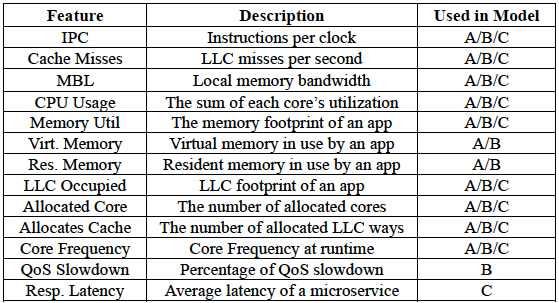 Feature Description Used in Model
IPC Instructions per clock A/B/C
Cache Misses LLC misses per second A/B/C
MBL Local memory bandwidth A/B/C
CPU Usage The sum of each core's utilization A/B/C
Memory Util The memory footprint of an app A/B/C
Virt. Memory Virtual memory in use by an app A/B
Res. Memory Resident memory in use by an app A/B
LLC Occupied LLC footprint of an app A/B/C
Allocated Core The number of allocated cores A/B/C
Allocates Cache The number of allocated LLC ways A/B/C
Core Frequency Core Frequency at runtime A/B/C
QoS Slowdown Percentage of QoS slowdown B
Resp. Latency Average latency of a microservice C